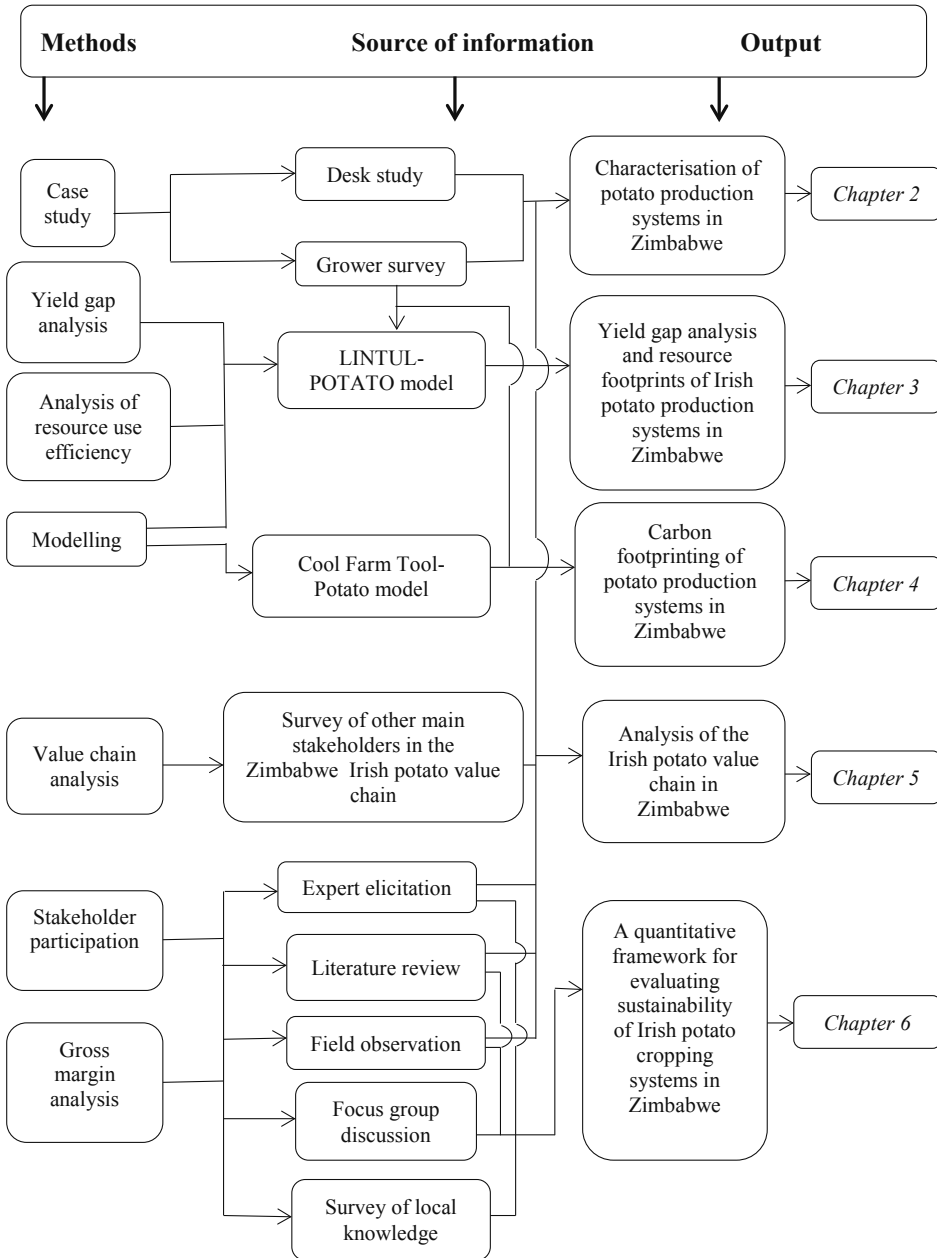 Methods Source of information Output
Case
study
Desk study
Grower survey
Characterisation of
potato production
systems in
Zimbabwe
Chapter 2
Yield gap
analysis
Analysis of
resource use
efficiency
LINTUL-
POTATO model
Yield gap analysis
and resource
footprints of Irish
potato production
systems in
Zimbabwe
Chapter 3
Modelling
Cool Farm Tool-
Potato model
Carbon
footprinting of
potato production
systems in
Zimbabwe
Chapter 4
Value chain
analysis
Survey of other main
stakeholders in the
Zimbabwe Irish potato value
chain
Analysis of the
Irish potato value
chain in
Zimbabwe
Chapter 5
Stakeholder
participation
Gross
margin
analysis
Expert elicitation
Literature review
Field observation
Focus group
discussion
Survey of local
knowledge
A quantitative
framework for
evaluating
sustainability
of Irish potato
cropping
systems in
Zimbabwe
Chapter 6